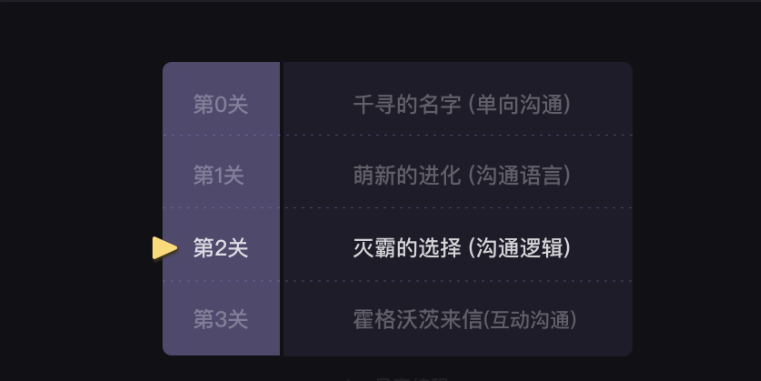 第0关 千寻的名字 (单向沟通)
第1关 萌新的进化 (沟通语言)
第2关 灭霸的选择 (沟通逻辑)
第3关 霍格沃茨来信(互动沟通)